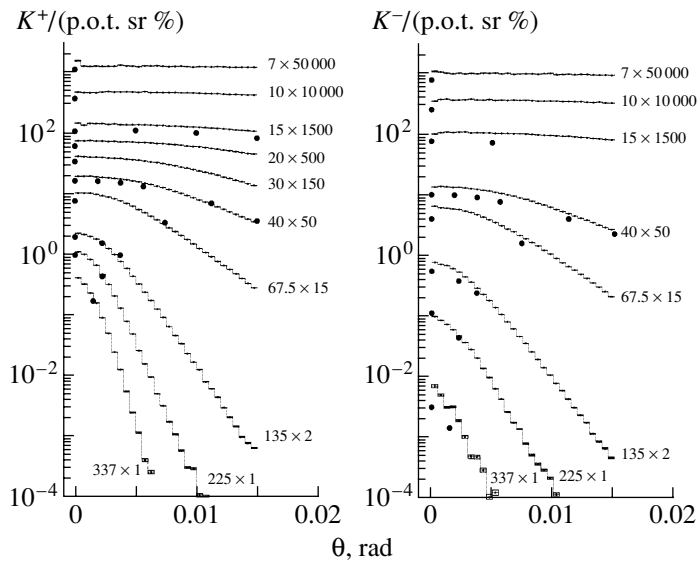 K⁺/(p.o.t. sr %)
K⁻/(p.o.t. sr %)
7 × 50 000
10 × 10 000
15 × 1500
20 × 500
30 × 150
40 × 50
67.5 × 15
135 × 2
337 × 1
225 × 1
10²
10⁰
10⁻²
10⁻⁴
0
0.01
0.02
7 × 50 000
10 × 10 000
15 × 1500
40 × 50
67.5 × 15
135 × 2
337 × 1
225 × 1
10²
10⁰
10⁻²
10⁻⁴
0
0.01
0.02
θ, rad